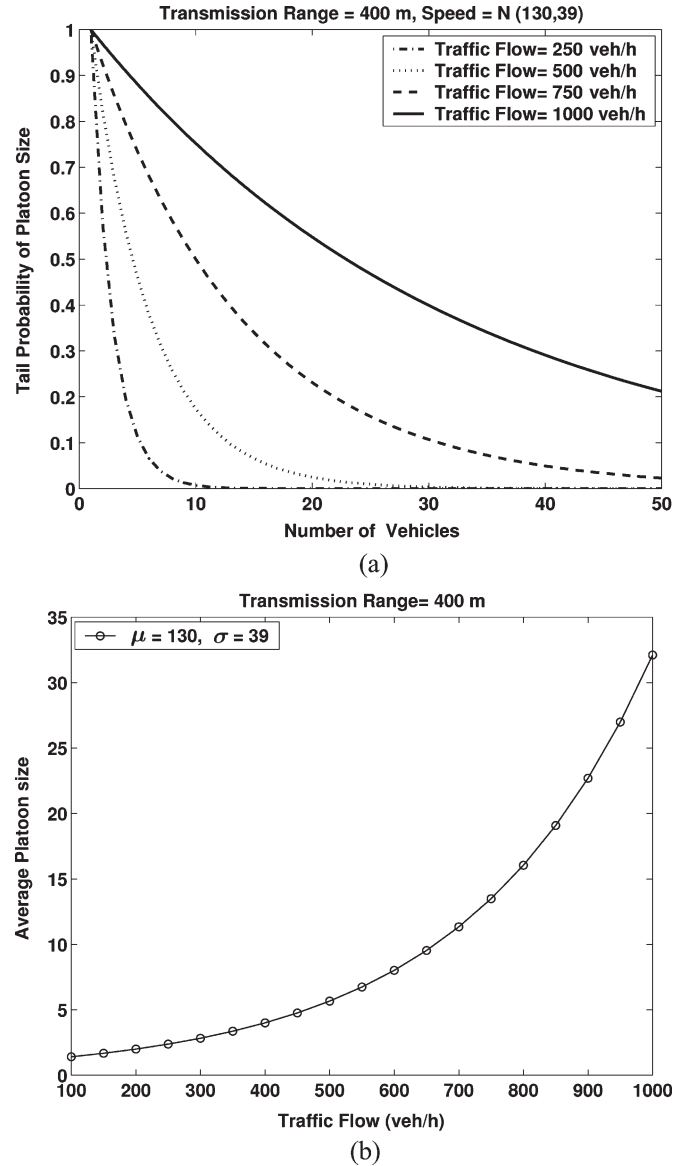 Transmission Range = 400 m, Speed = N (130,39)
1
0.9
0.8
0.7
0.6
0.5
0.4
0.3
0.2
0.1
0
Tail Probability of Platoon Size
Traffic Flow= 250 veh/h
Traffic Flow= 500 veh/h
Traffic Flow= 750 veh/h
Traffic Flow= 1000 veh/h
0 10 20 30 40 50
Number of Vehicles
(a)
Transmission Range= 400 m
35
30
25
20
15
10
5
0
Average Platoon size
μ = 130, σ = 39
100 200 300 400 500 600 700 800 900 1000
Traffic Flow (veh/h)
(b)